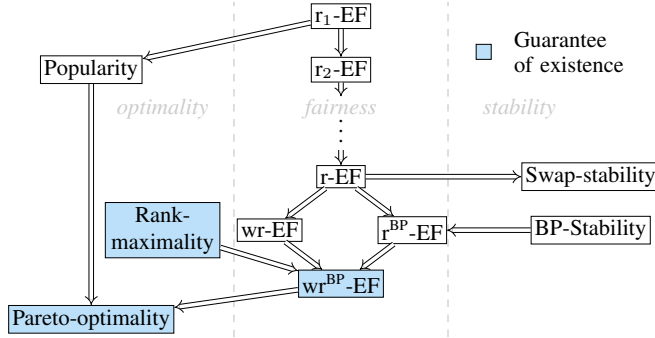 r₁-EF
Guarantee
of existence
Popularity
r₂-EF
optimality
fairness
stability
r-EF
Swap-stability
Rank-
maximality
wr-EF
r^BP-EF
BP-Stability
wr^BP-EF
Pareto-optimality